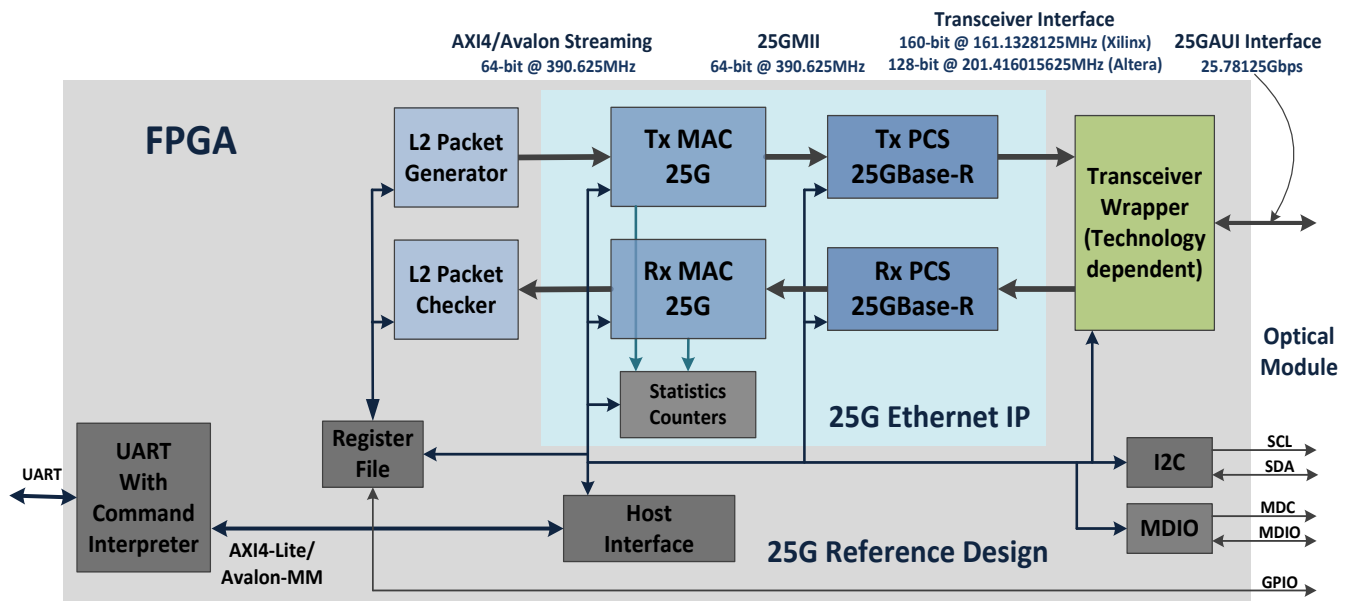 Transceiver Interface
AXI4/Avalon Streaming
64-bit @ 390.625MHz
25GMII
64-bit @ 390.625MHz
160-bit @ 161.1328125MHz (Xilinx)
128-bit @ 201.416015625MHz (Altera)
25GAUI Interface
25.78125Gbps
FPGA
L2 Packet
Generator
Tx MAC
25G
Tx PCS
25GBase-R
Transceiver
Wrapper
(Technology
dependent)
L2 Packet
Checker
Rx MAC
25G
Rx PCS
25GBase-R
Optical
Module
Statistics
Counters
25G Ethernet IP
Register
File
UART
UART
With
Command
Interpreter
I2C
SCL
SDA
Host
Interface
MDIO
MDC
MDIO
AXI4-Lite/
Avalon-MM
25G Reference Design
GPIO